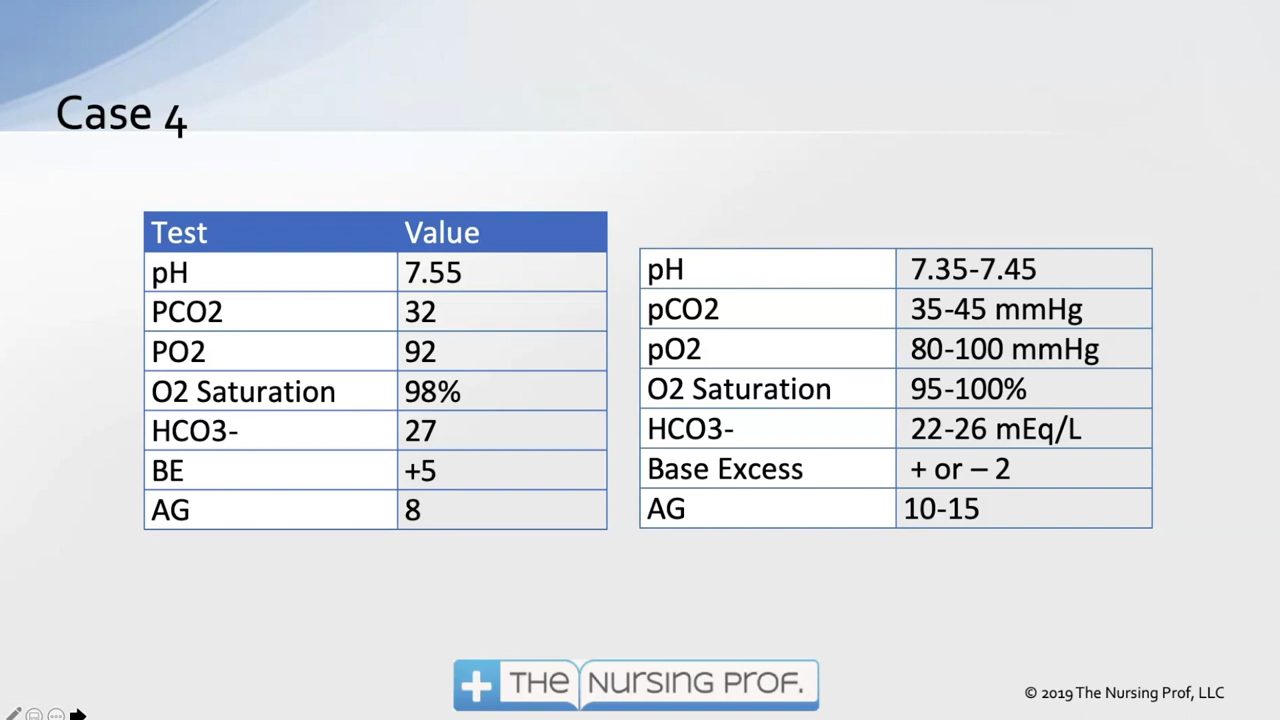 Case 4
Test Value
pH 7.55
PCO2 32
PO2 92
O2 Saturation 98%
HCO3- 27
BE +5
AG 8
pH 7.35-7.45
pCO2 35-45 mmHg
pO2 80-100 mmHg
O2 Saturation 95-100%
HCO3- 22-26 mEq/L
Base Excess + or – 2
AG 10-15
THE NURSING PROF.
© 2019 The Nursing Prof, LLC